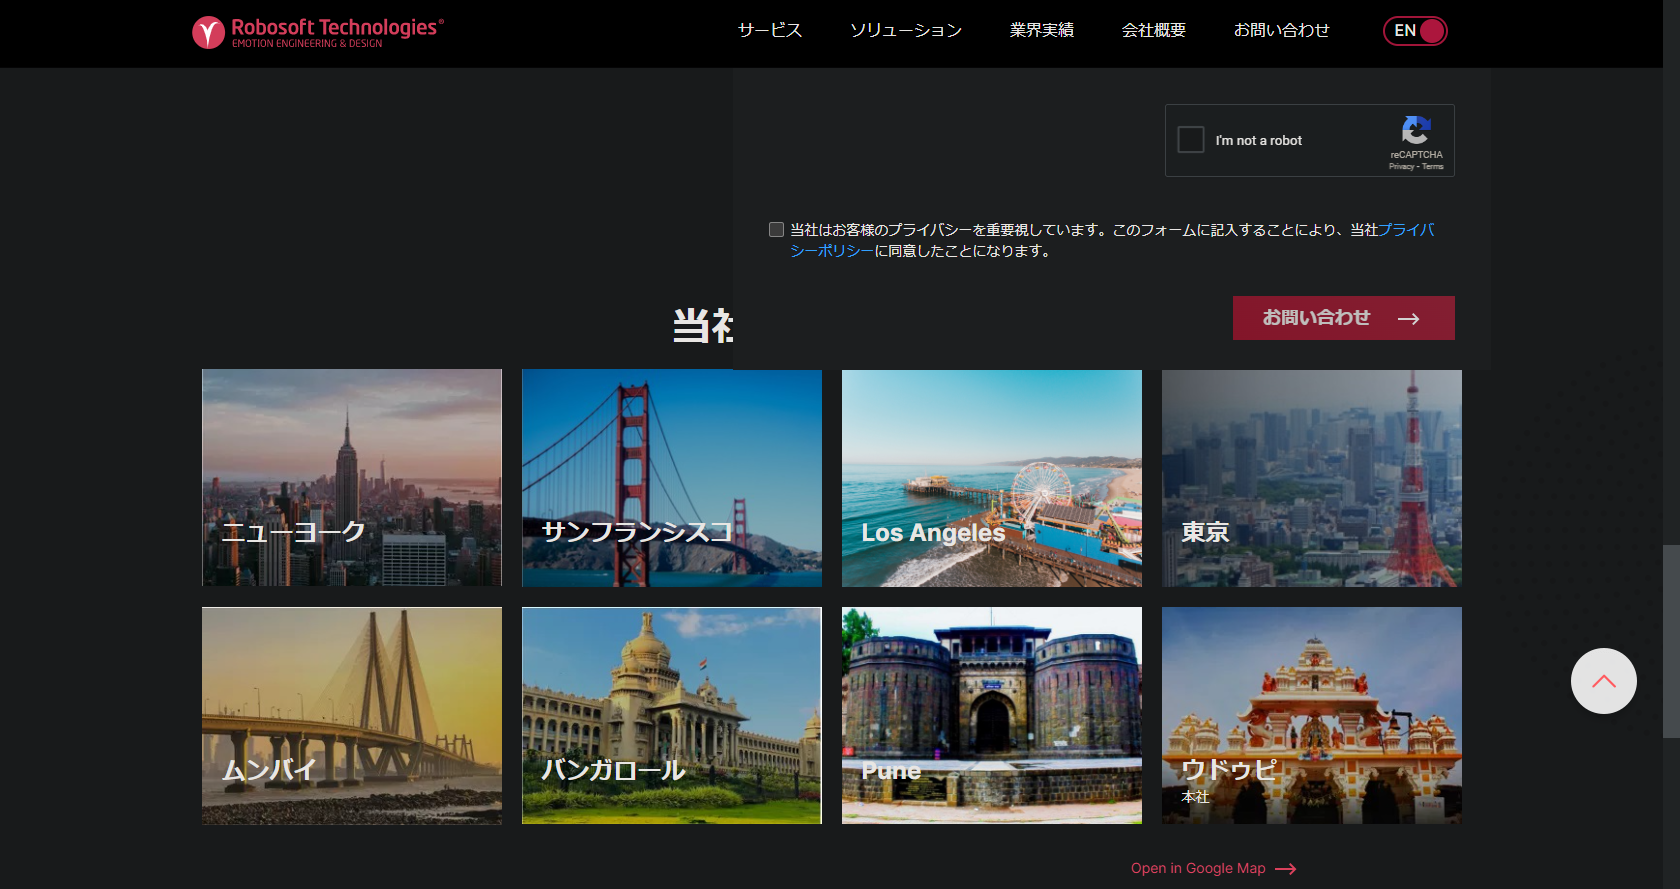 Robosoft Technologies®
EMOTION ENGINEERING & DESIGN
サービス
ソリューション
業界実績
会社概要
お問い合わせ
EN
I'm not a robot
reCAPTCHA
Privacy - Terms
当社はお客様のプライバシーを重要視しています。このフォームに記入することにより、当社プライバ
シーポリシーに同意したことになります。
お問い合わせ
当社
ニューヨーク
サンフランシスコ
Los Angeles
東京
ムンバイ
バンガロール
Pune
ウドゥピ
本社
Open in Google Map